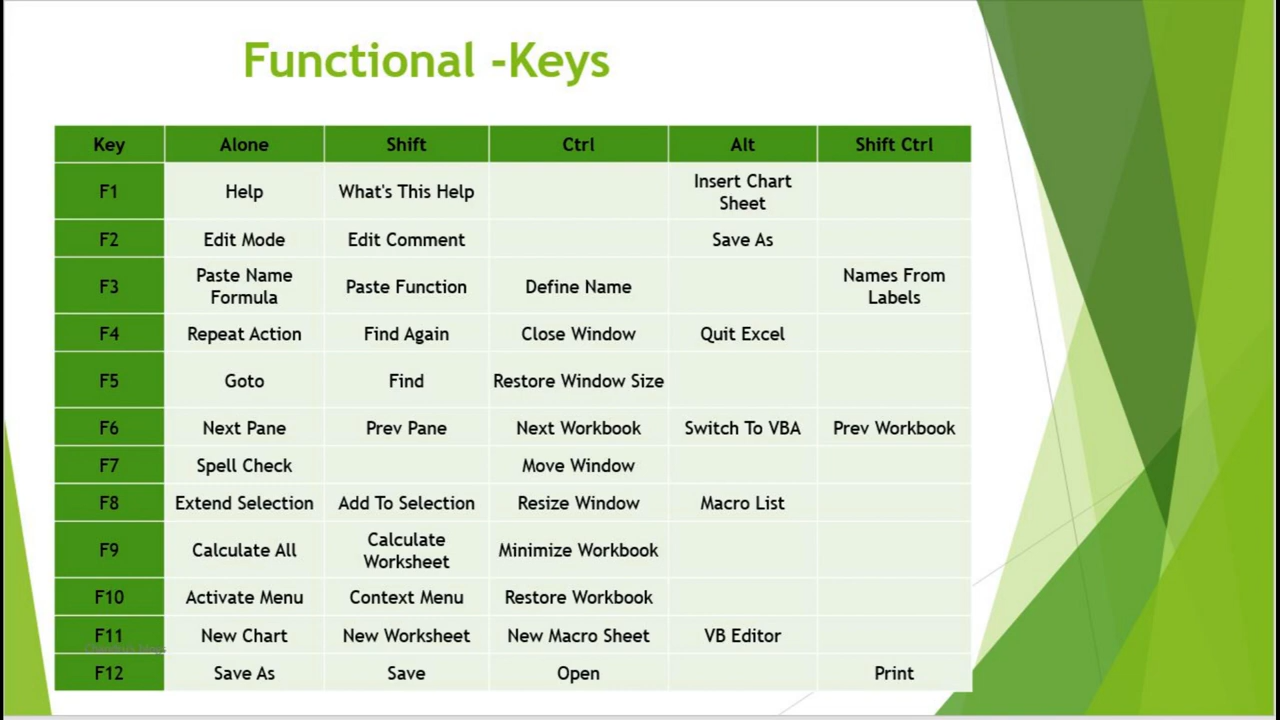 Functional -Keys
Key Alone Shift Ctrl Alt Shift Ctrl
F1 Help What's This Help Insert Chart Sheet
F2 Edit Mode Edit Comment Save As
F3 Paste Name Formula Paste Function Define Name Names From Labels
F4 Repeat Action Find Again Close Window Quit Excel
F5 Goto Find Restore Window Size
F6 Next Pane Prev Pane Next Workbook Switch To VBA Prev Workbook
F7 Spell Check Move Window
F8 Extend Selection Add To Selection Resize Window Macro List
F9 Calculate All Calculate Worksheet Minimize Workbook
F10 Activate Menu Context Menu Restore Workbook
F11 New Chart New Worksheet New Macro Sheet VB Editor
F12 Save As Save Open Print